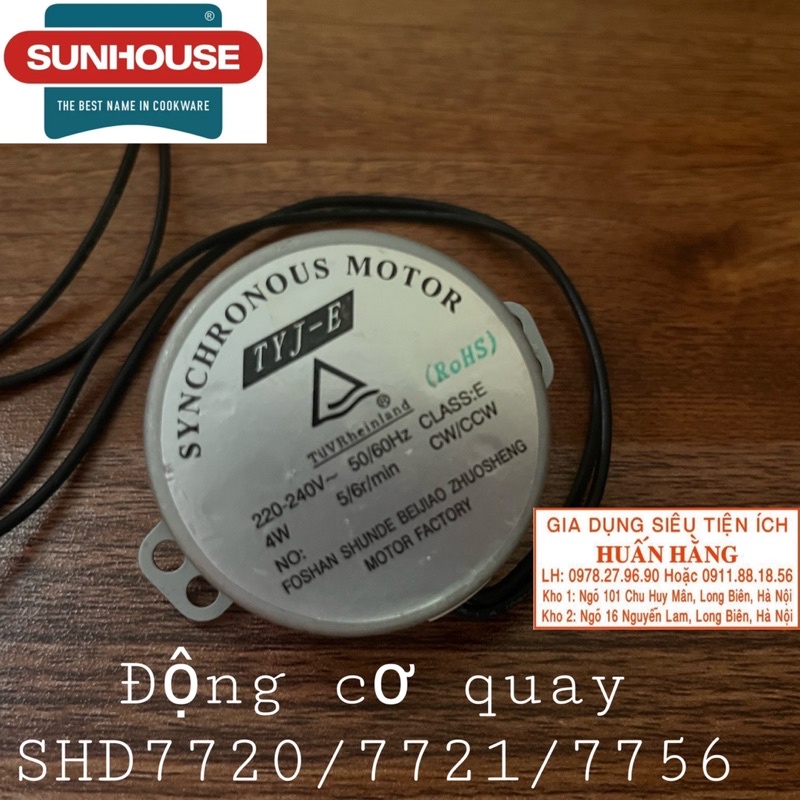 SUNHOUSE
®
THE BEST NAME IN COOKWARE
SYNCHRONOUS MOTOR
TYJ-E
(RoHS)
®
TüVRheinland
220-240V~ 50/60Hz CLASS:E
4W 5/6r/min CW/CCW
NO:
FOSHAN SHUNDE BEIJIAO ZHUOSHENG
MOTOR FACTORY
GIA DỤNG SIÊU TIỆN ÍCH
HUẤN HẰNG
LH: 0978.27.96.90 Hoặc 0911.88.18.56
Kho 1: Ngõ 101 Chu Huy Mân, Long Biên, Hà Nội
Kho 2: Ngó 16 Nguyễn Lam, Long Biên, Hà Nội
Động cơ quay
SHD7720/7721/7756